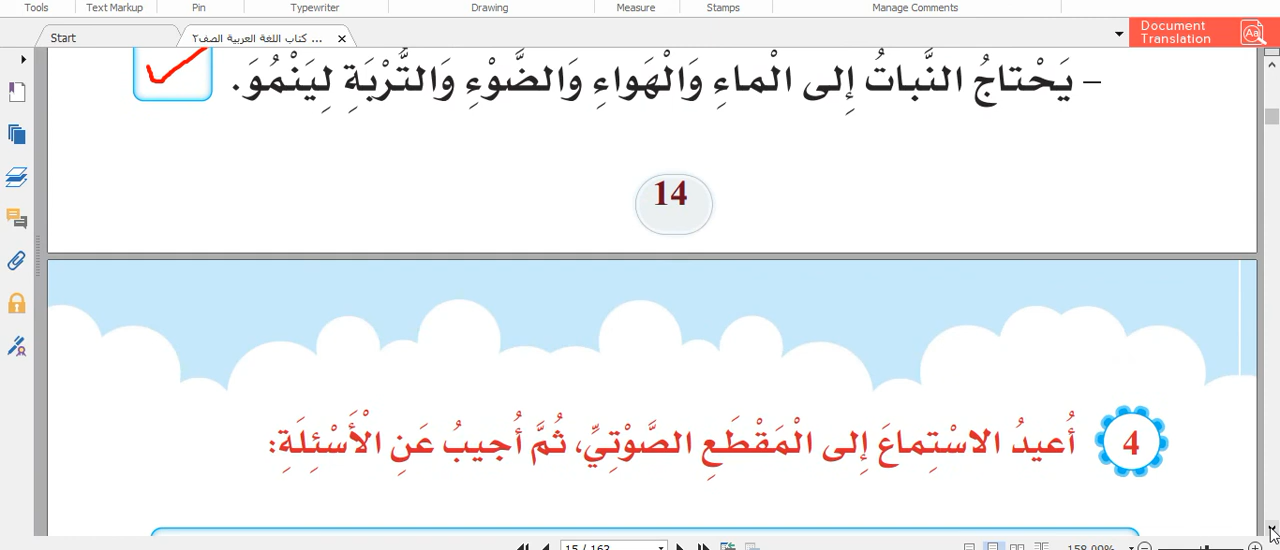 Tools Text Markup Pin Typewriter Drawing Measure Stamps Manage Comments
Start
... كتاب اللغة العربية الصف٢
Document Translation
– يَحْتاجُ النَّباتُ إِلى الْماءِ وَالْهَواءِ وَالضَّوْءِ وَالتُّرْبَةِ لِيَنْمُوَ.
14
4 أُعيدُ الاسْتِماعَ إِلى الْمَقْطَعِ الصَّوْتِيِّ، ثُمَّ أُجيبُ عَنِ الْأَسْئِلَةِ:
15 / 163
158.00%